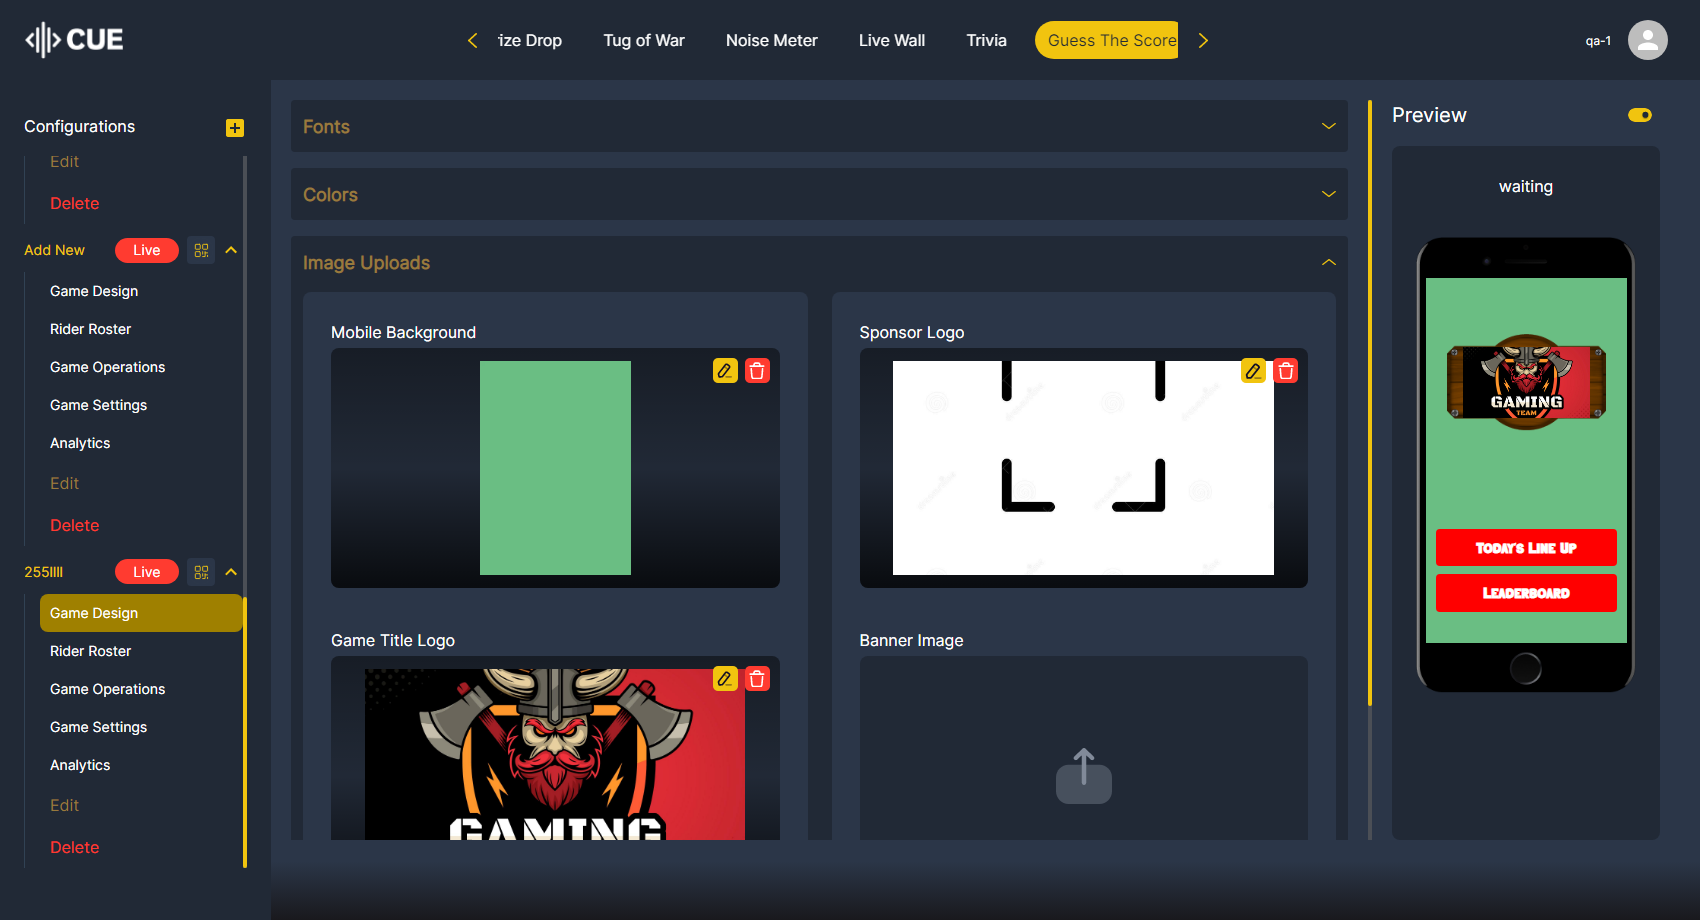 CUE
ize Drop
Tug of War
Noise Meter
Live Wall
Trivia
Guess The Score
qa-1
Configurations
Edit
Delete
Add New
Live
Game Design
Rider Roster
Game Operations
Game Settings
Analytics
Edit
Delete
255llll
Live
Game Design
Rider Roster
Game Operations
Game Settings
Analytics
Edit
Delete
Fonts
Colors
Image Uploads
Mobile Background
Sponsor Logo
Game Title Logo
GAMING
Banner Image
Preview
waiting
GAMING
TEAM
Today's Line Up
Leaderboard